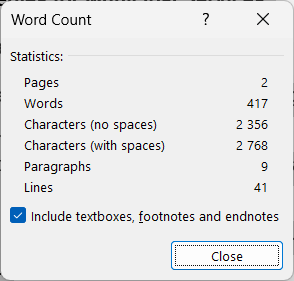 Word Count
?
Statistics:
Pages 2
Words 417
Characters (no spaces) 2 356
Characters (with spaces) 2 768
Paragraphs 9
Lines 41
Include textboxes, footnotes and endnotes
Close